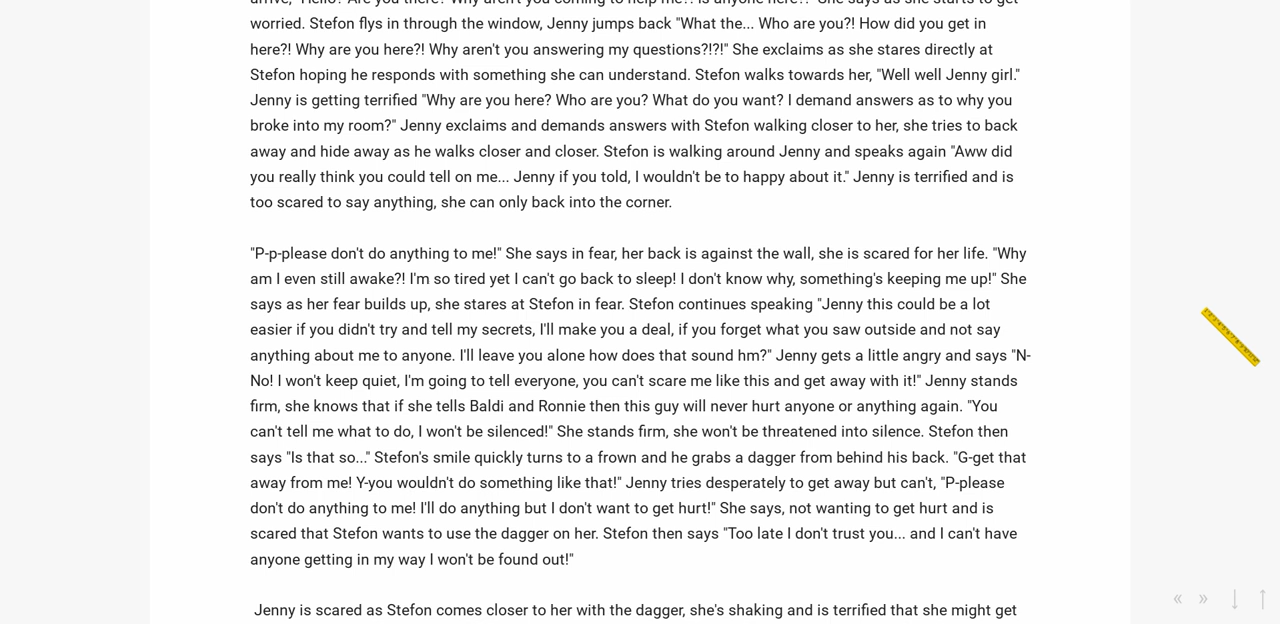 arrive, "Hello? Are you there? Why aren't you coming to help me?! Is anyone here??" She says as she starts to get
worried. Stefon flys in through the window, Jenny jumps back "What the... Who are you?! How did you get in
here?! Why are you here?! Why aren't you answering my questions?!?!" She exclaims as she stares directly at
Stefon hoping he responds with something she can understand. Stefon walks towards her, "Well well Jenny girl."
Jenny is getting terrified "Why are you here? Who are you? What do you want? I demand answers as to why you
broke into my room?" Jenny exclaims and demands answers with Stefon walking closer to her, she tries to back
away and hide away as he walks closer and closer. Stefon is walking around Jenny and speaks again "Aww did
you really think you could tell on me... Jenny if you told, I wouldn't be to happy about it." Jenny is terrified and is
too scared to say anything, she can only back into the corner.
"P-p-please don't do anything to me!" She says in fear, her back is against the wall, she is scared for her life. "Why
am I even still awake?! I'm so tired yet I can't go back to sleep! I don't know why, something's keeping me up!" She
says as her fear builds up, she stares at Stefon in fear. Stefon continues speaking "Jenny this could be a lot
easier if you didn't try and tell my secrets, I'll make you a deal, if you forget what you saw outside and not say
anything about me to anyone. I'll leave you alone how does that sound hm?" Jenny gets a little angry and says "N-
No! I won't keep quiet, I'm going to tell everyone, you can't scare me like this and get away with it!" Jenny stands
firm, she knows that if she tells Baldi and Ronnie then this guy will never hurt anyone or anything again. "You
can't tell me what to do, I won't be silenced!" She stands firm, she won't be threatened into silence. Stefon then
says "Is that so..." Stefon's smile quickly turns to a frown and he grabs a dagger from behind his back. "G-get that
away from me! Y-you wouldn't do something like that!" Jenny tries desperately to get away but can't, "P-please
don't do anything to me! I'll do anything but I don't want to get hurt!" She says, not wanting to get hurt and is
scared that Stefon wants to use the dagger on her. Stefon then says "Too late I don't trust you... and I can't have
anyone getting in my way I won't be found out!"
Jenny is scared as Stefon comes closer to her with the dagger, she's shaking and is terrified that she might get